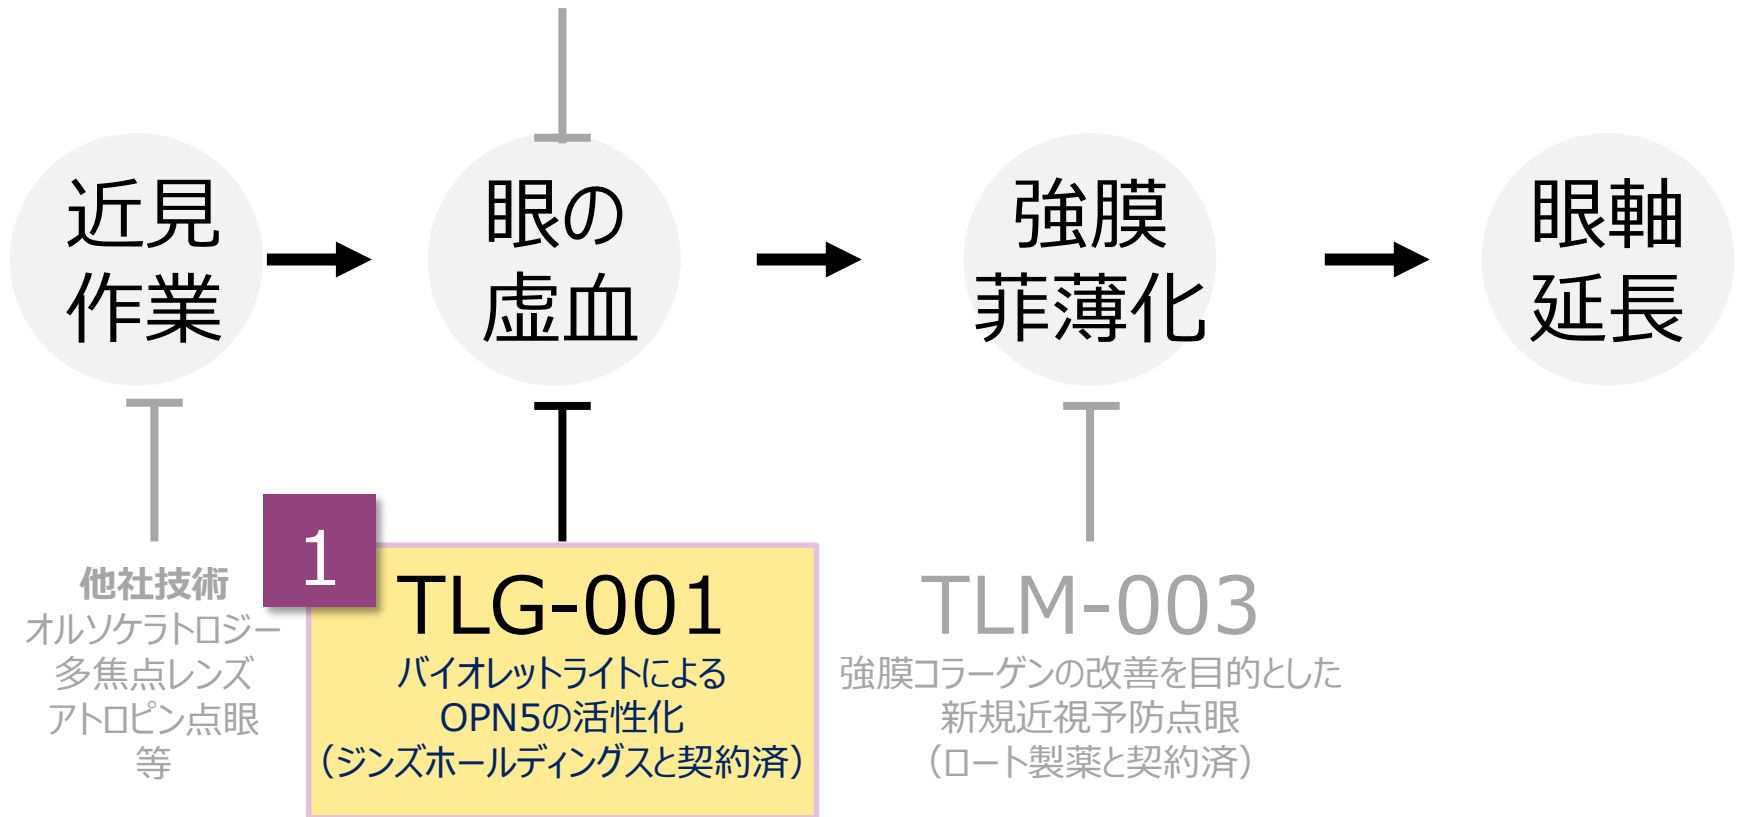 近見
作業
眼の
虚血
強膜
菲薄化
眼軸
延長
他社技術
オルソケラトロジー
多焦点レンズ
アトロピン点眼
等
1
TLG-001
バイオレットライトによる
OPN5の活性化
（ジンズホールディングスと契約済）
TLM-003
強膜コラーゲンの改善を目的とした
新規近視予防点眼
（ロート製薬と契約済）